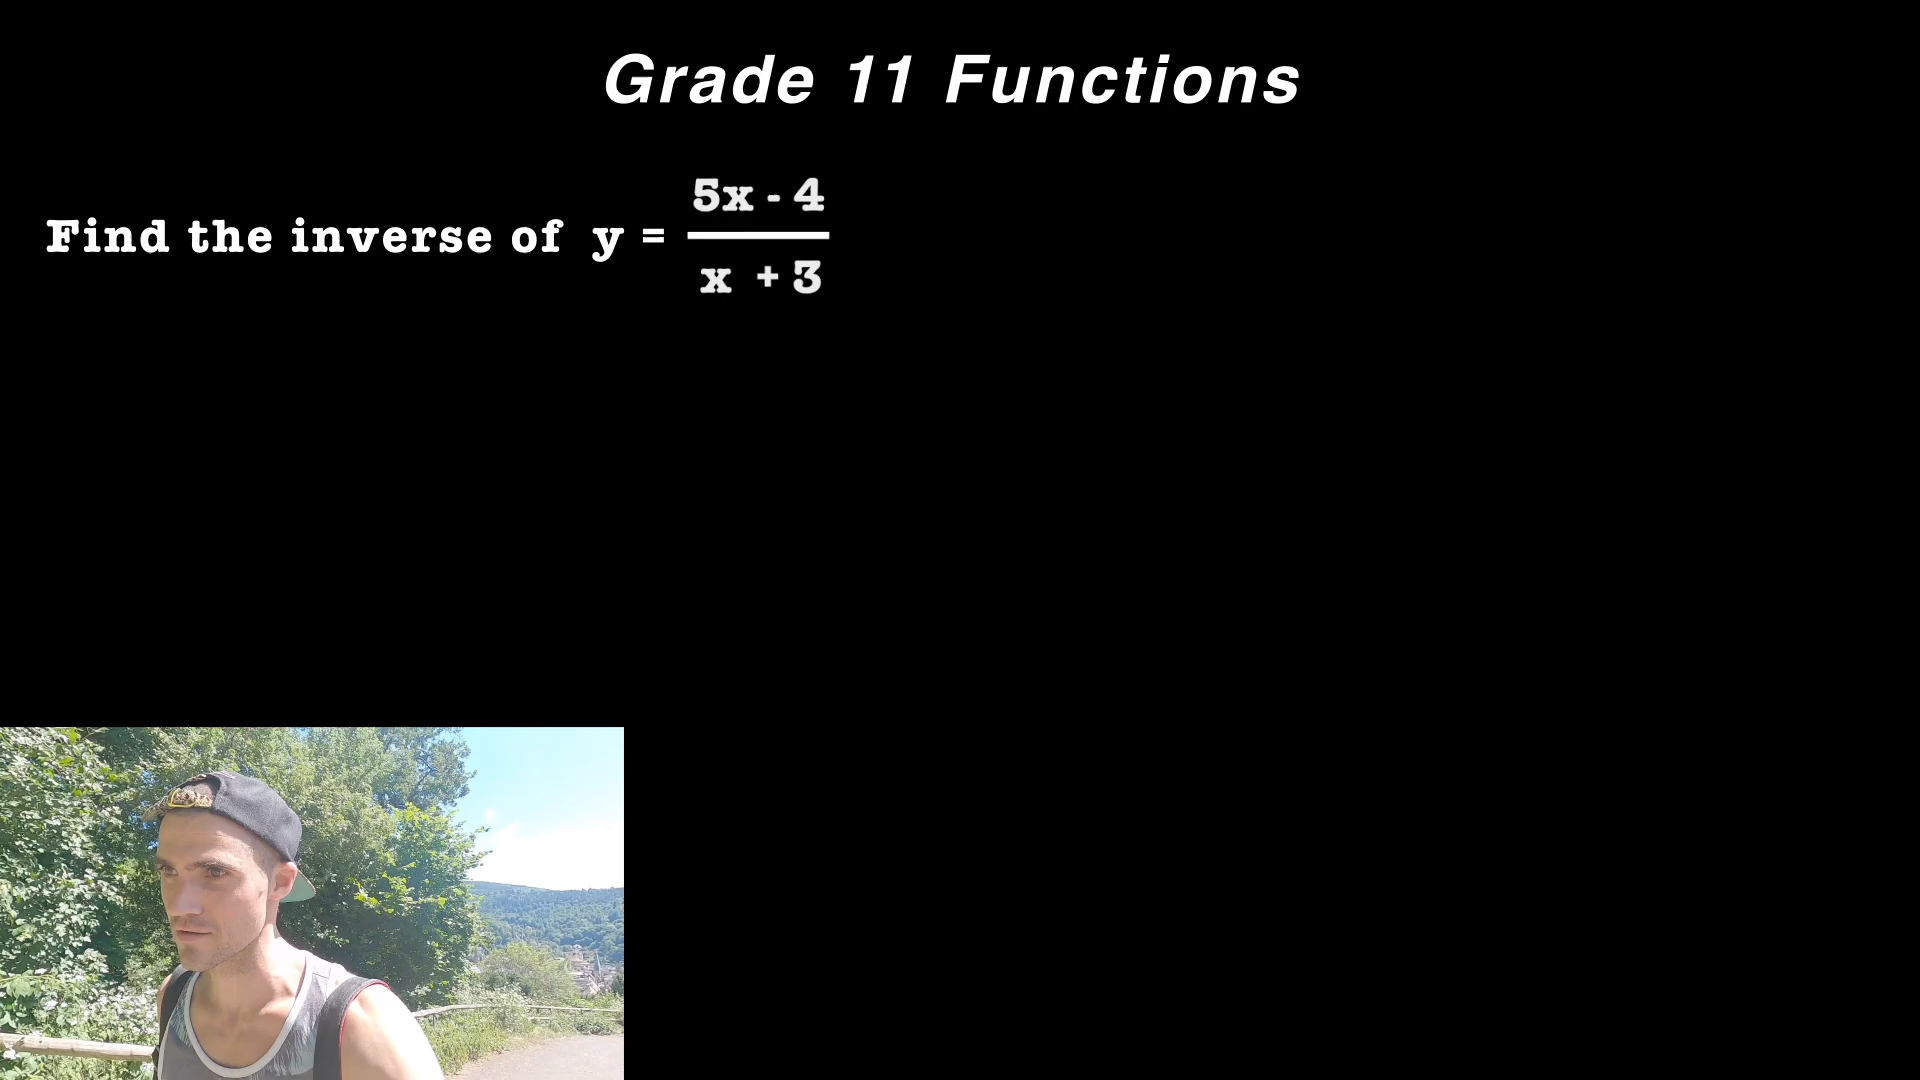 Grade 11 Functions
5x - 4
Find the inverse of y =
x + 3